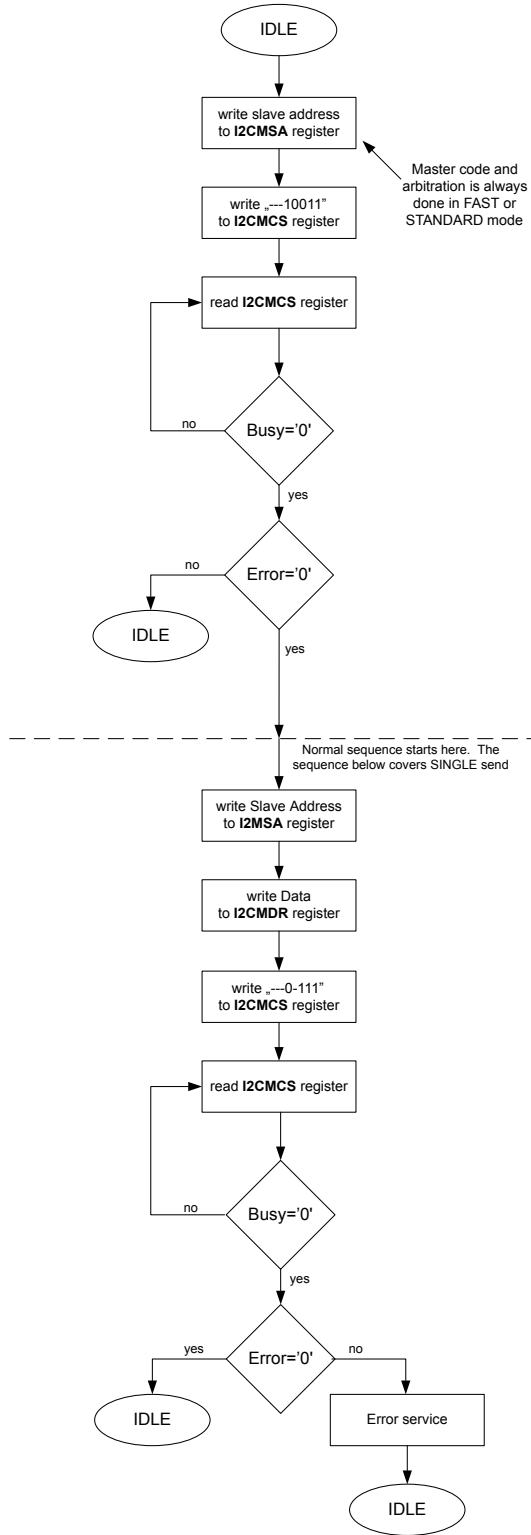 IDLE
write slave address
to I2CMSA register
Master code and
arbitration is always
done in FAST or
STANDARD mode
write „---10011”
to I2CMCS register
read I2CMCS register
Busy=’0'
no
yes
Error=’0'
no
IDLE
yes
Normal sequence starts here. The
sequence below covers SINGLE send
write Slave Address
to I2MSA register
write Data
to I2CMDR register
write „---0-111”
to I2CMCS register
read I2CMCS register
Busy=’0'
no
yes
Error=’0'
yes
no
IDLE
Error service
IDLE